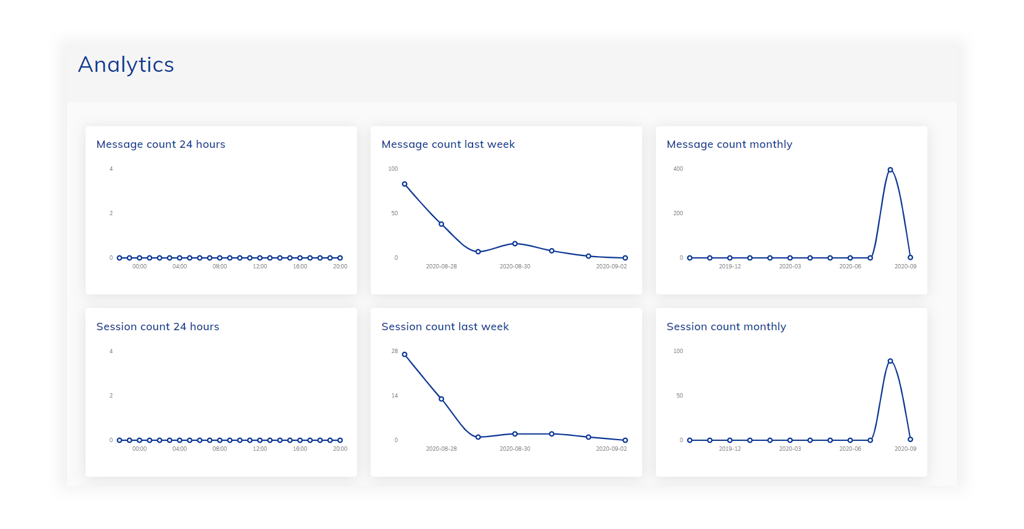 Analytics
Message count 24 hours
4
2
0
00:00 04:00 08:00 12:00 16:00 20:00
Message count last week
100
50
0
2020-08-28 2020-08-30 2020-09-02
Message count monthly
400
200
0
2019-12 2020-03 2020-06 2020-09
Session count 24 hours
4
2
0
00:00 04:00 08:00 12:00 16:00 20:00
Session count last week
28
14
0
2020-08-28 2020-08-30 2020-09-02
Session count monthly
100
50
0
2019-12 2020-03 2020-06 2020-09